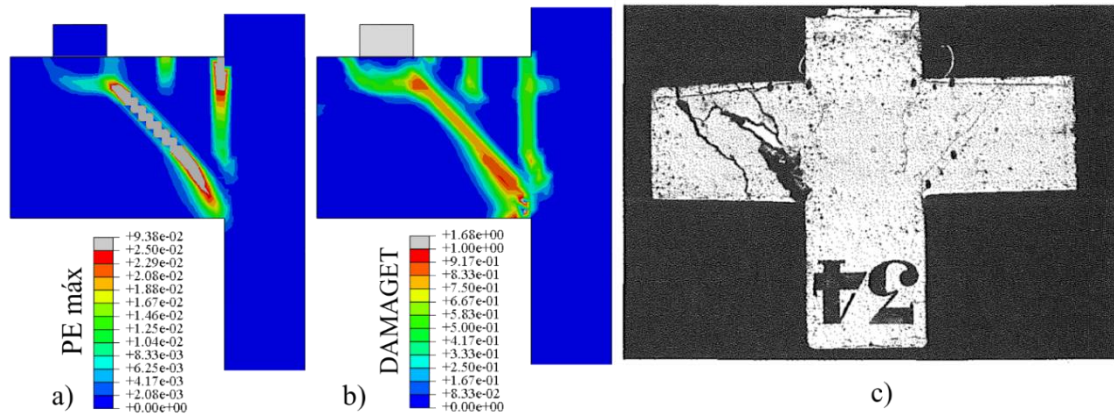 PE máx
+9.38e-02
+2.50e-02
+2.29e-02
+2.08e-02
+1.88e-02
+1.67e-02
+1.46e-02
+1.25e-02
+1.04e-02
+8.33e-03
+6.25e-03
+4.17e-03
+2.08e-03
+0.00e+00
a)
DAMAGET
+1.68e+00
+1.00e+00
+9.17e-01
+8.33e-01
+7.50e-01
+6.67e-01
+5.83e-01
+5.00e-01
+4.17e-01
+3.33e-01
+2.50e-01
+1.67e-01
+8.33e-02
+0.00e+00
b)
34
c)